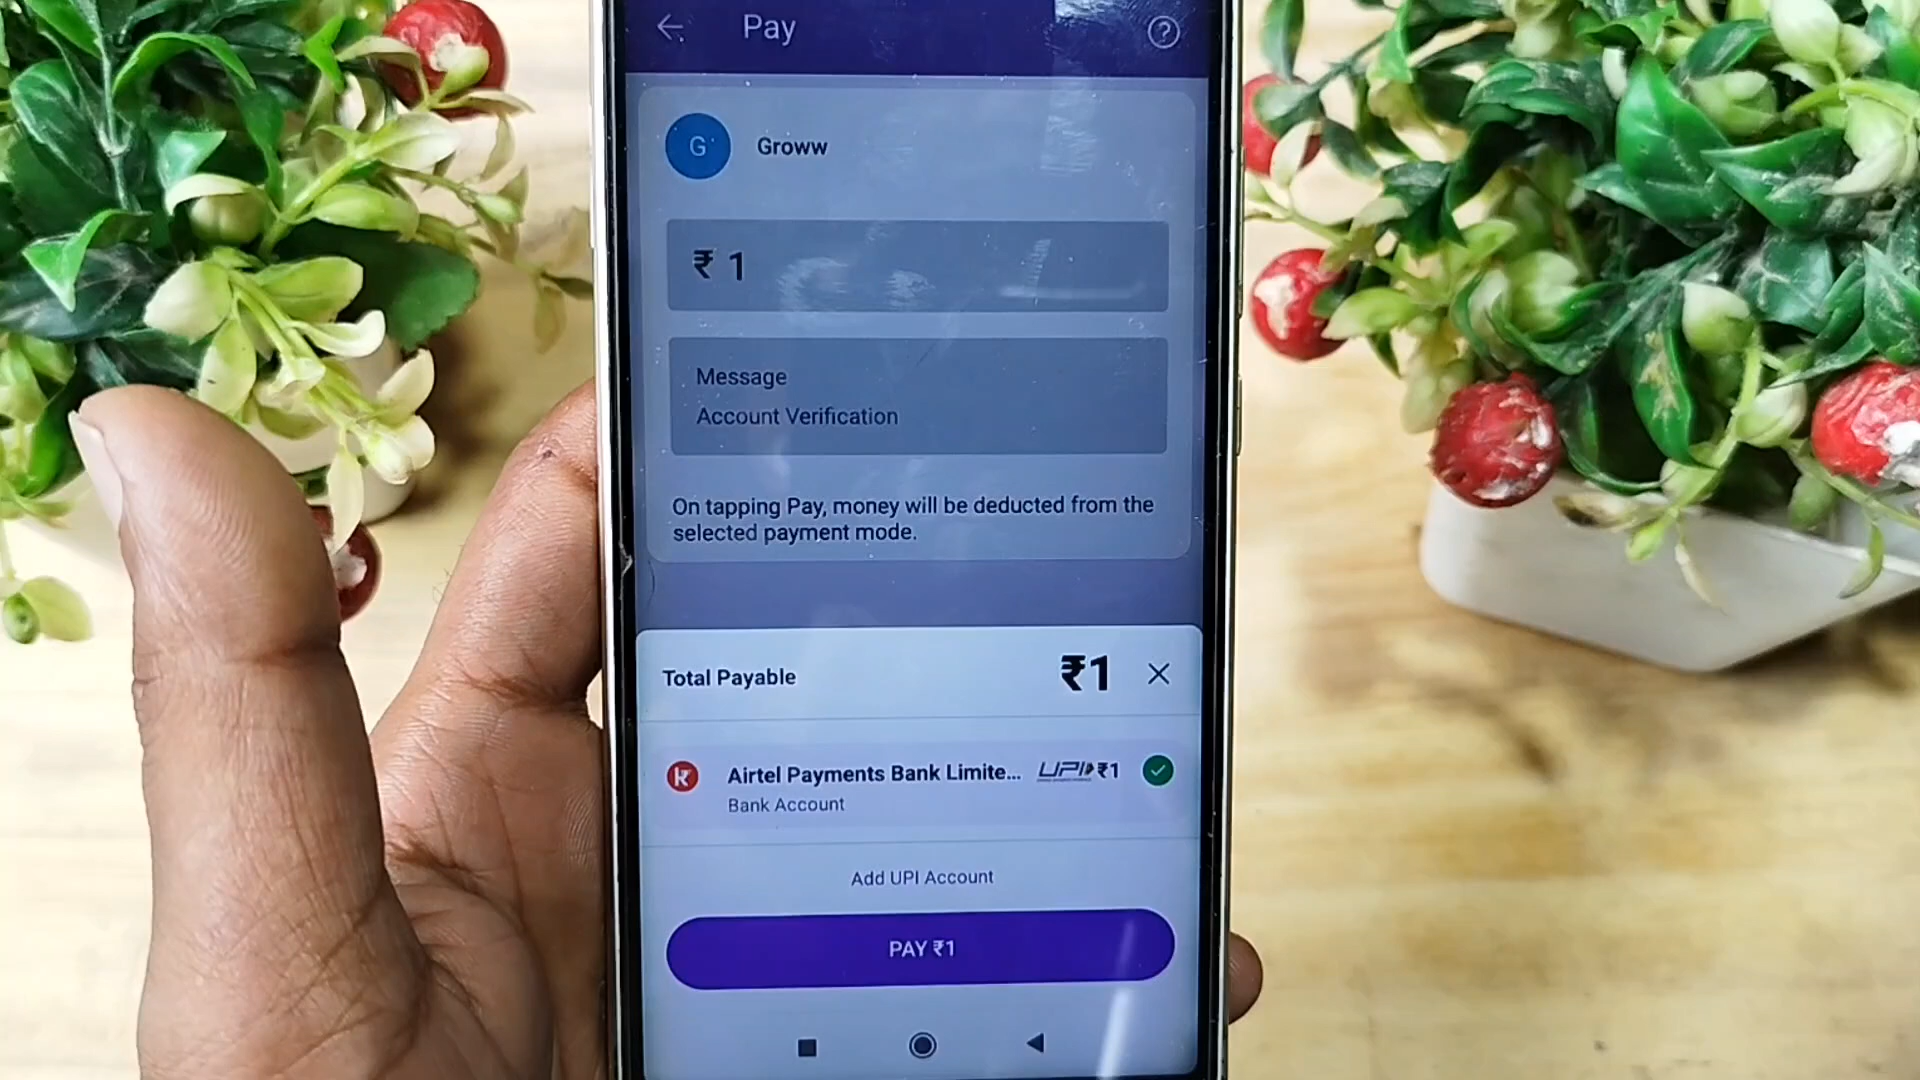 Pay
?
G
Groww
₹ 1
Message
Account Verification
On tapping Pay, money will be deducted from the
selected payment mode.
Total Payable
₹1
Airtel Payments Bank Limite...
UPI
₹1
Bank Account
Add UPI Account
PAY ₹1